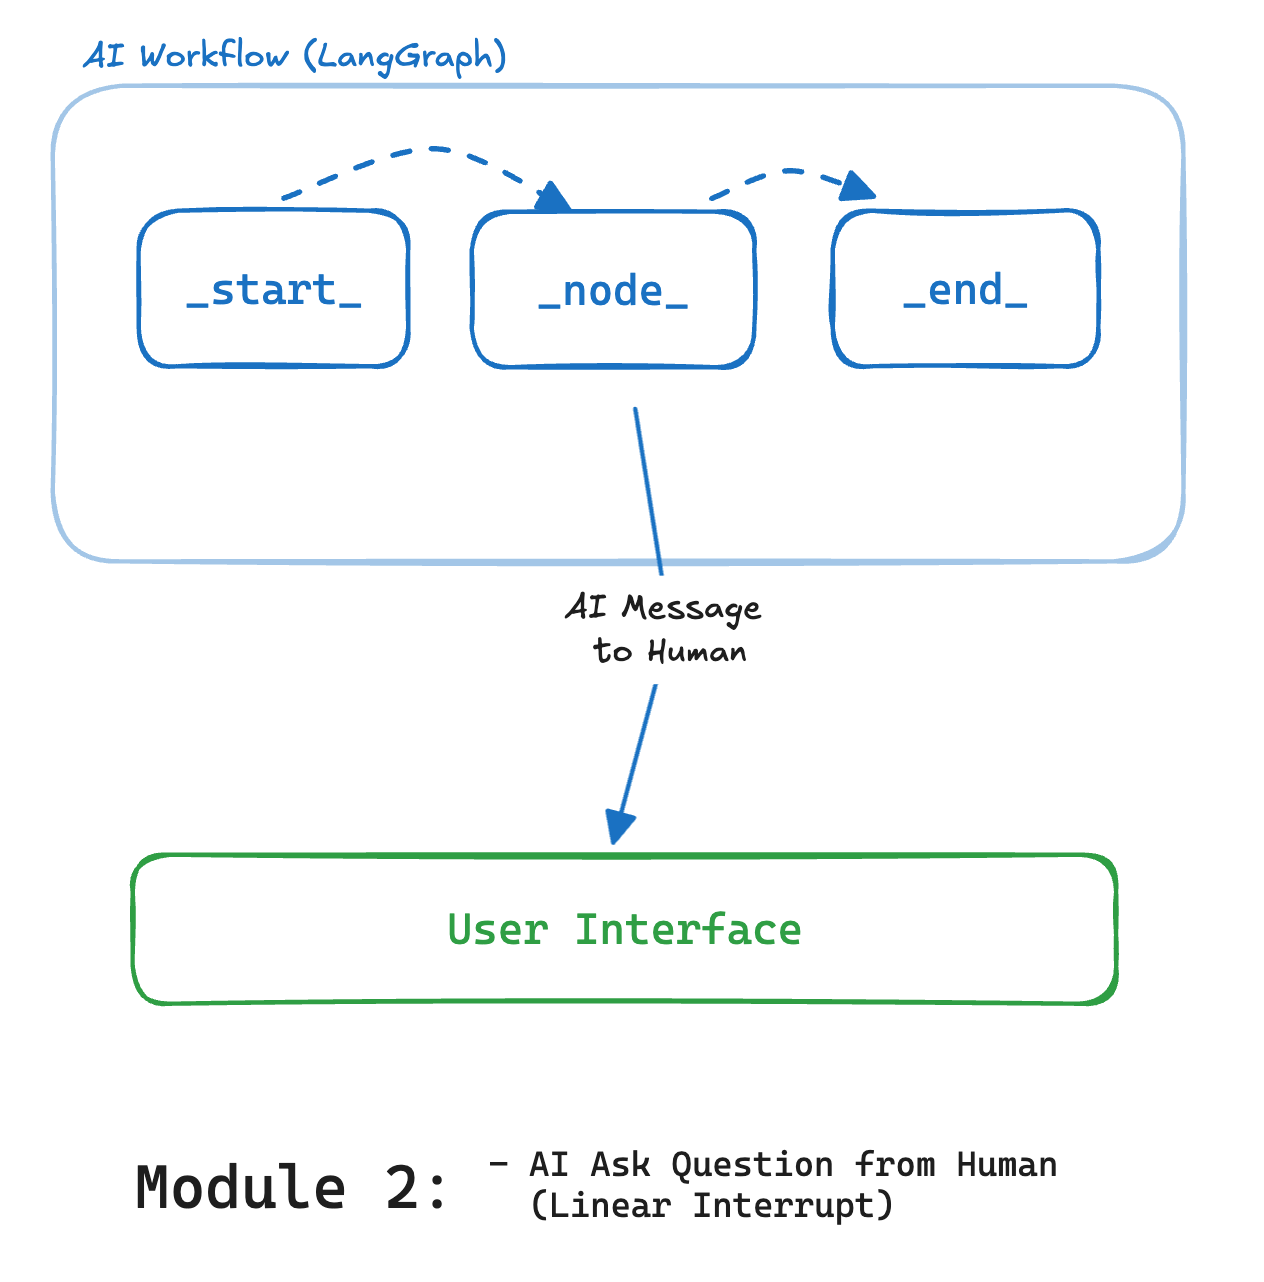 AI Workflow (LangGraph)
_start_
_node_
_end_
AI Message
to Human
User Interface
Module 2:
- AI Ask Question from Human
(Linear Interrupt)